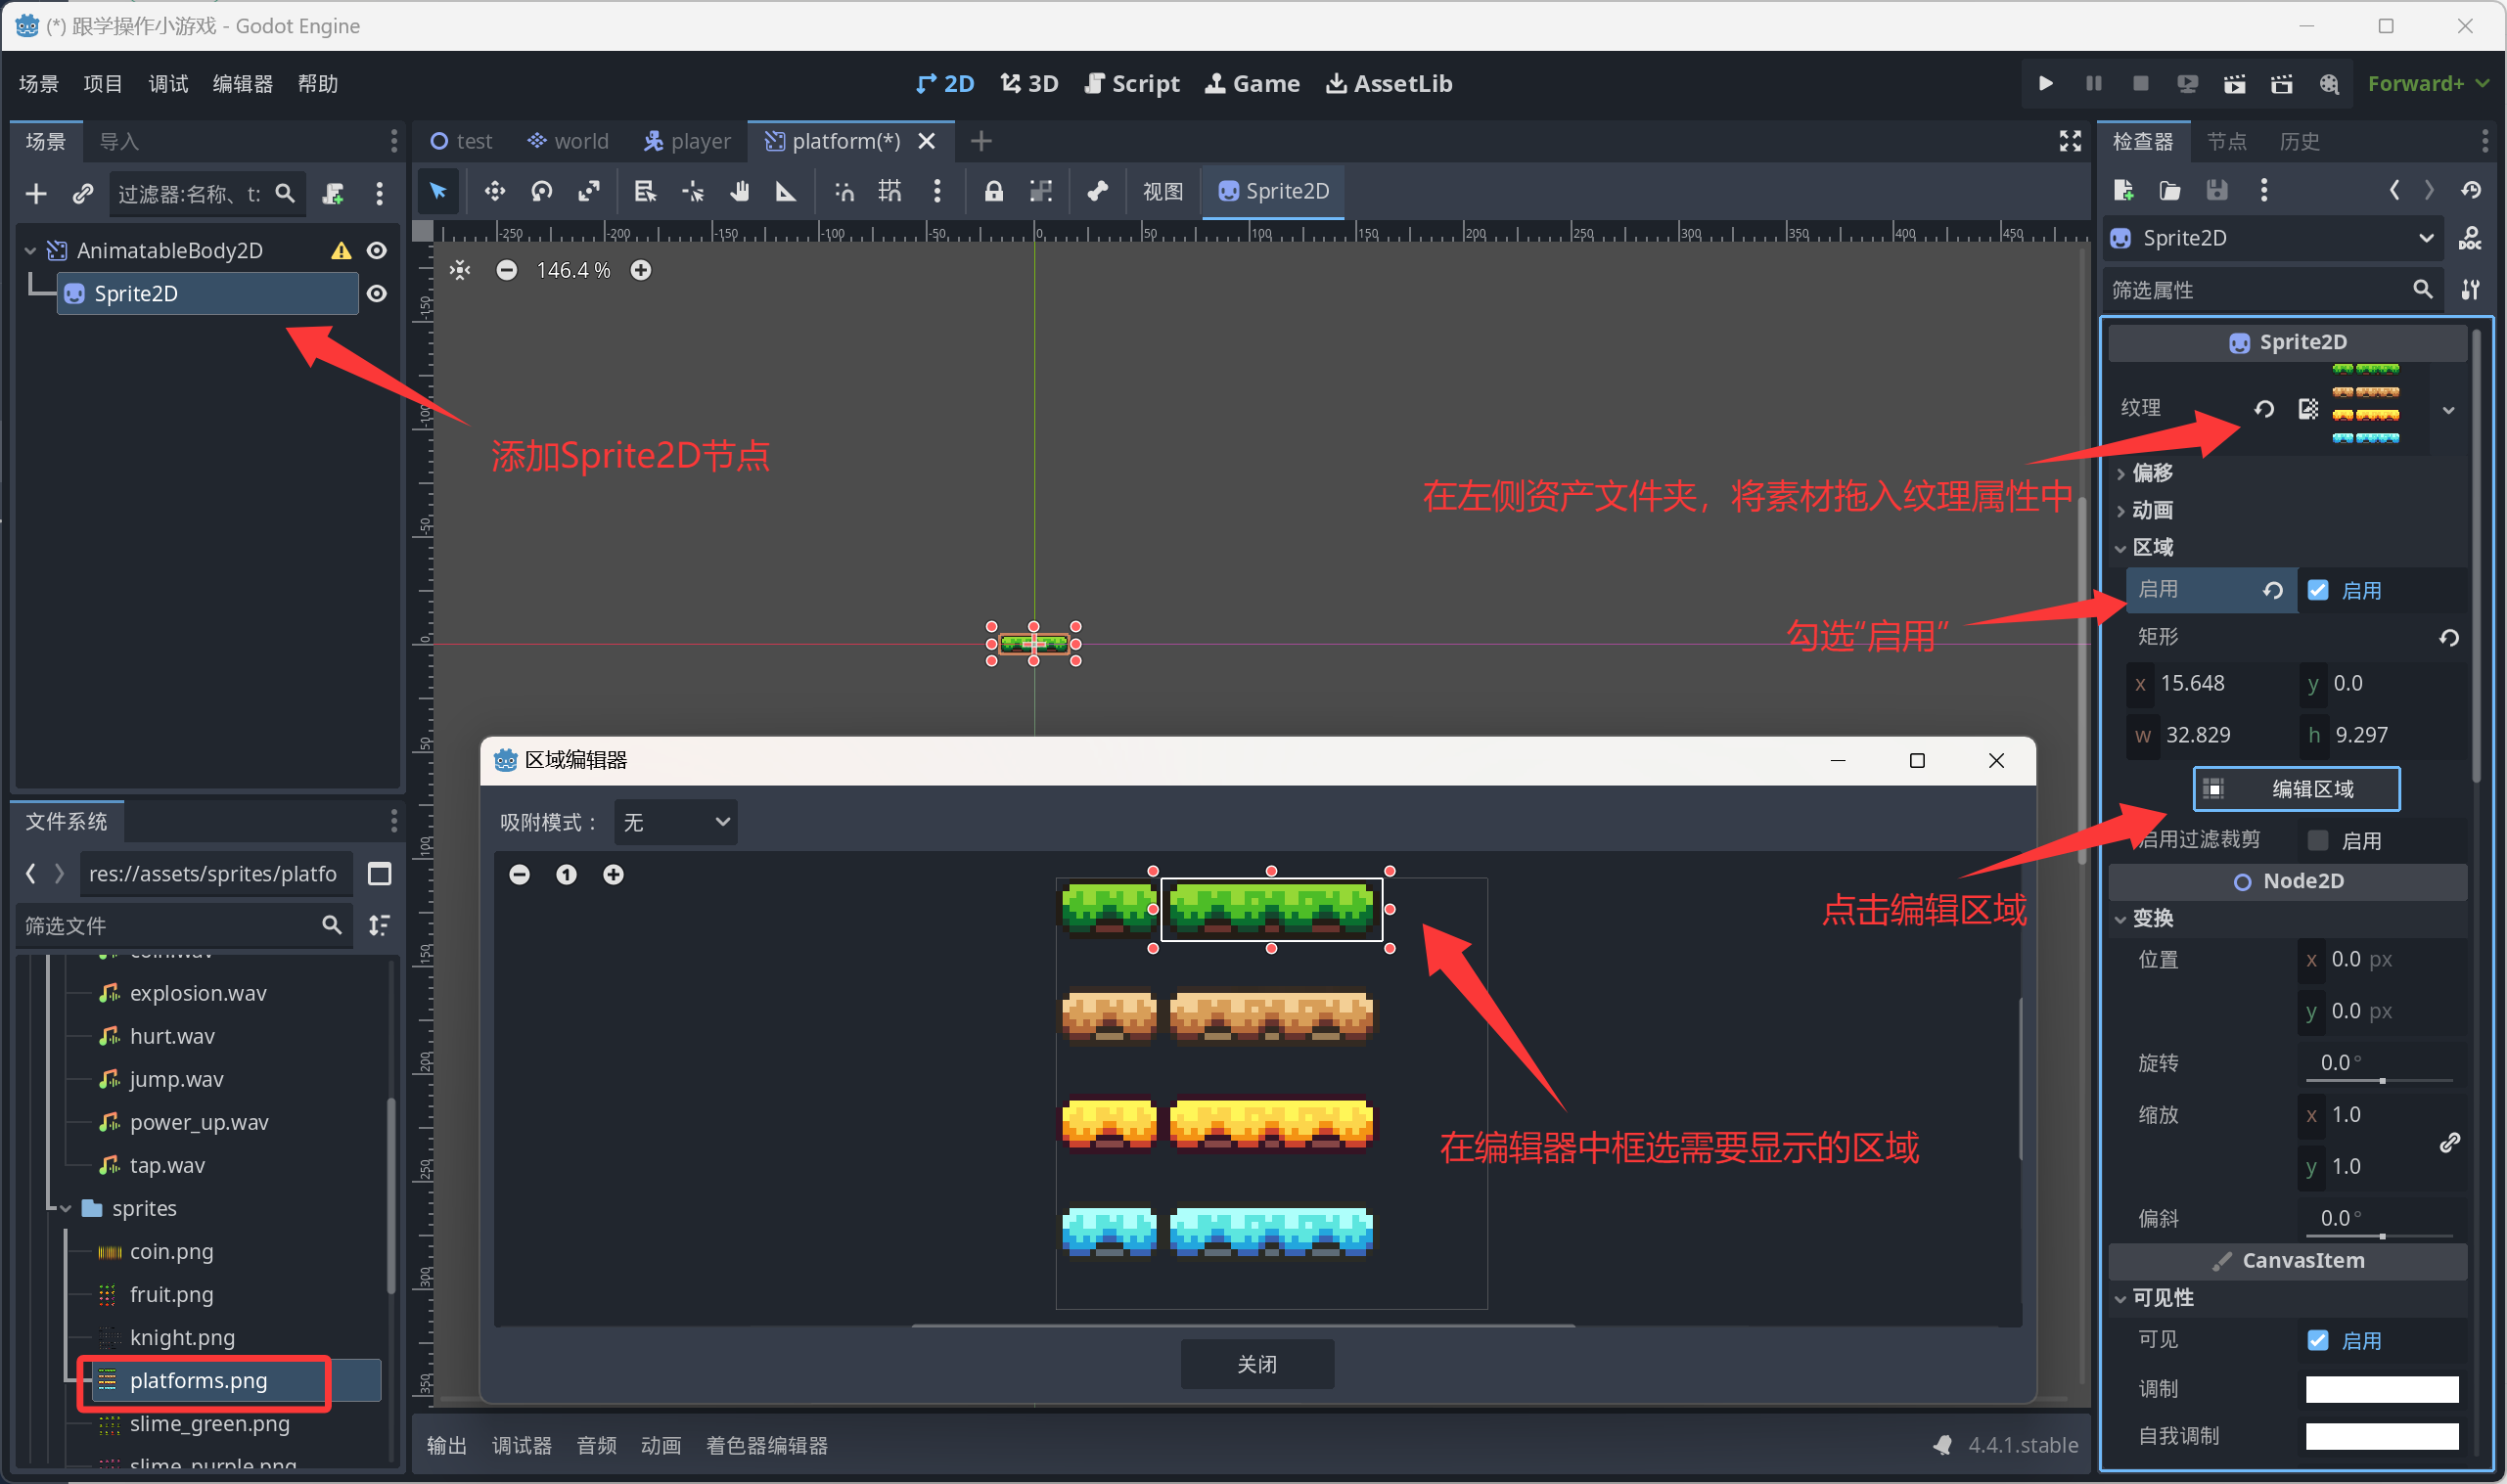 (*) 跟学操作小游戏 - Godot Engine
场景 项目 调试 编辑器 帮助
2D 3D Script Game AssetLib
Forward+
场景 导入
test world player platform(*)
检查器 节点 历史
过滤器:名称、t:
视图 Sprite2D
AnimatableBody2D
Sprite2D
-250 -200 -150 -100 -50 0 50 100 150 200 250 300 350 400 450
146.4 %
-150
-100
-50
0
50
100
150
200
250
300
350
添加Sprite2D节点
在左侧资产文件夹，将素材拖入纹理属性中
勾选“启用”
点击编辑区域
在编辑器中框选需要显示的区域
区域编辑器
吸附模式： 无
1
关闭
文件系统
res://assets/sprites/platfo
筛选文件
coin.wav
explosion.wav
hurt.wav
jump.wav
power_up.wav
tap.wav
sprites
coin.png
fruit.png
knight.png
platforms.png
slime_green.png
slime_purple.png
输出 调试器 音频 动画 着色器编辑器
4.4.1.stable
Sprite2D
DOC
筛选属性
Sprite2D
纹理
偏移
动画
区域
启用 启用
矩形
x 15.648 y 0.0
w 32.829 h 9.297
编辑区域
启用过滤裁剪 启用
Node2D
变换
位置 x 0.0 px
y 0.0 px
旋转 0.0 °
缩放 x 1.0
y 1.0
偏斜 0.0 °
CanvasItem
可见性
可见 启用
调制
自我调制